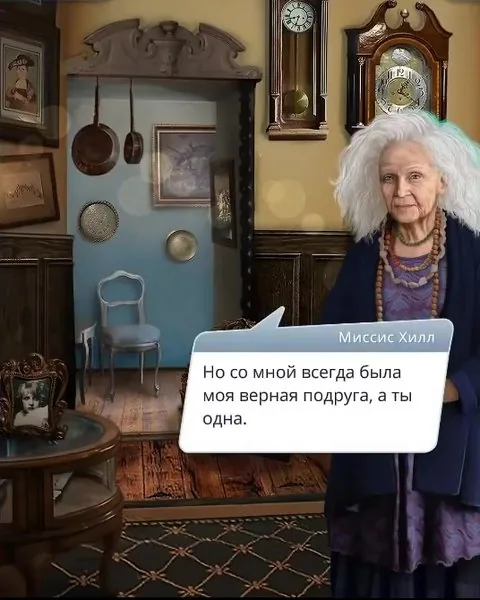 Миссис Хилл
Но со мной всегда была
моя верная подруга, а ты
одна.